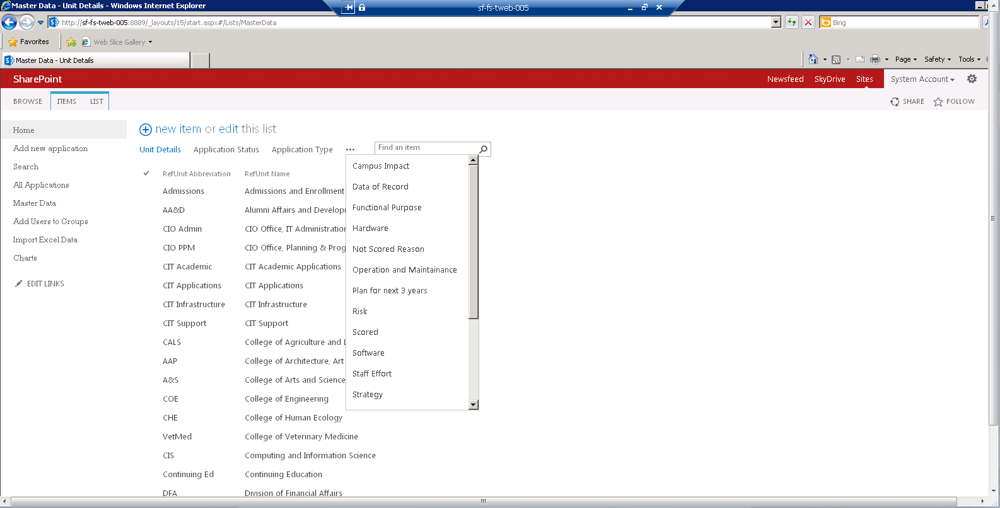 Master Data - Unit Details - Windows Internet Explorer
sf-fs-tweb-005
http://sf-fs-tweb-005:8889/_layouts/15/start.aspx#/Lists/MasterData
Bing
Favorites
Web Slice Gallery
Master Data - Unit Details
Page
Safety
Tools
SharePoint
Newsfeed
SkyDrive
Sites
System Account
BROWSE
ITEMS
LIST
SHARE
FOLLOW
Home
Add new application
Search
All Applications
Master Data
Add Users to Groups
Import Excel Data
Charts
EDIT LINKS
new item or edit this list
Unit Details
Application Status
Application Type
...
Find an item
RefUnit Abbreviation RefUnit Name
Admissions Admissions and Enrollment
AA&D Alumni Affairs and Develop
CIO Admin CIO Office, IT Administration
CIO PPM CIO Office, Planning & Prog
CIT Academic CIT Academic Applications
CIT Applications CIT Applications
CIT Infrastructure CIT Infrastructure
CIT Support CIT Support
CALS College of Agriculture and L
AAP College of Architecture, Art
A&S College of Arts and Science
COE College of Engineering
CHE College of Human Ecology
VetMed College of Veterinary Medicine
CIS Computing and Information Science
Continuing Ed Continuing Education
DFA Division of Financial Affairs
Campus Impact
Data of Record
Functional Purpose
Hardware
Not Scored Reason
Operation and Maintainance
Plan for next 3 years
Risk
Scored
Software
Staff Effort
Strategy